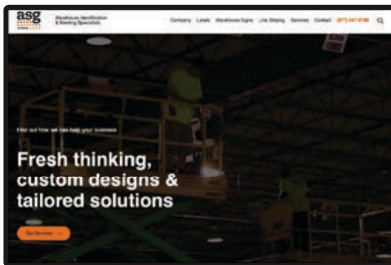 asg
Warehouse Identification
& Marking Specialists
Company Labels Warehouse Signs Line Striping Services Contact
Find out how we can help your business
Fresh thinking,
custom designs &
tailored solutions
Our Services